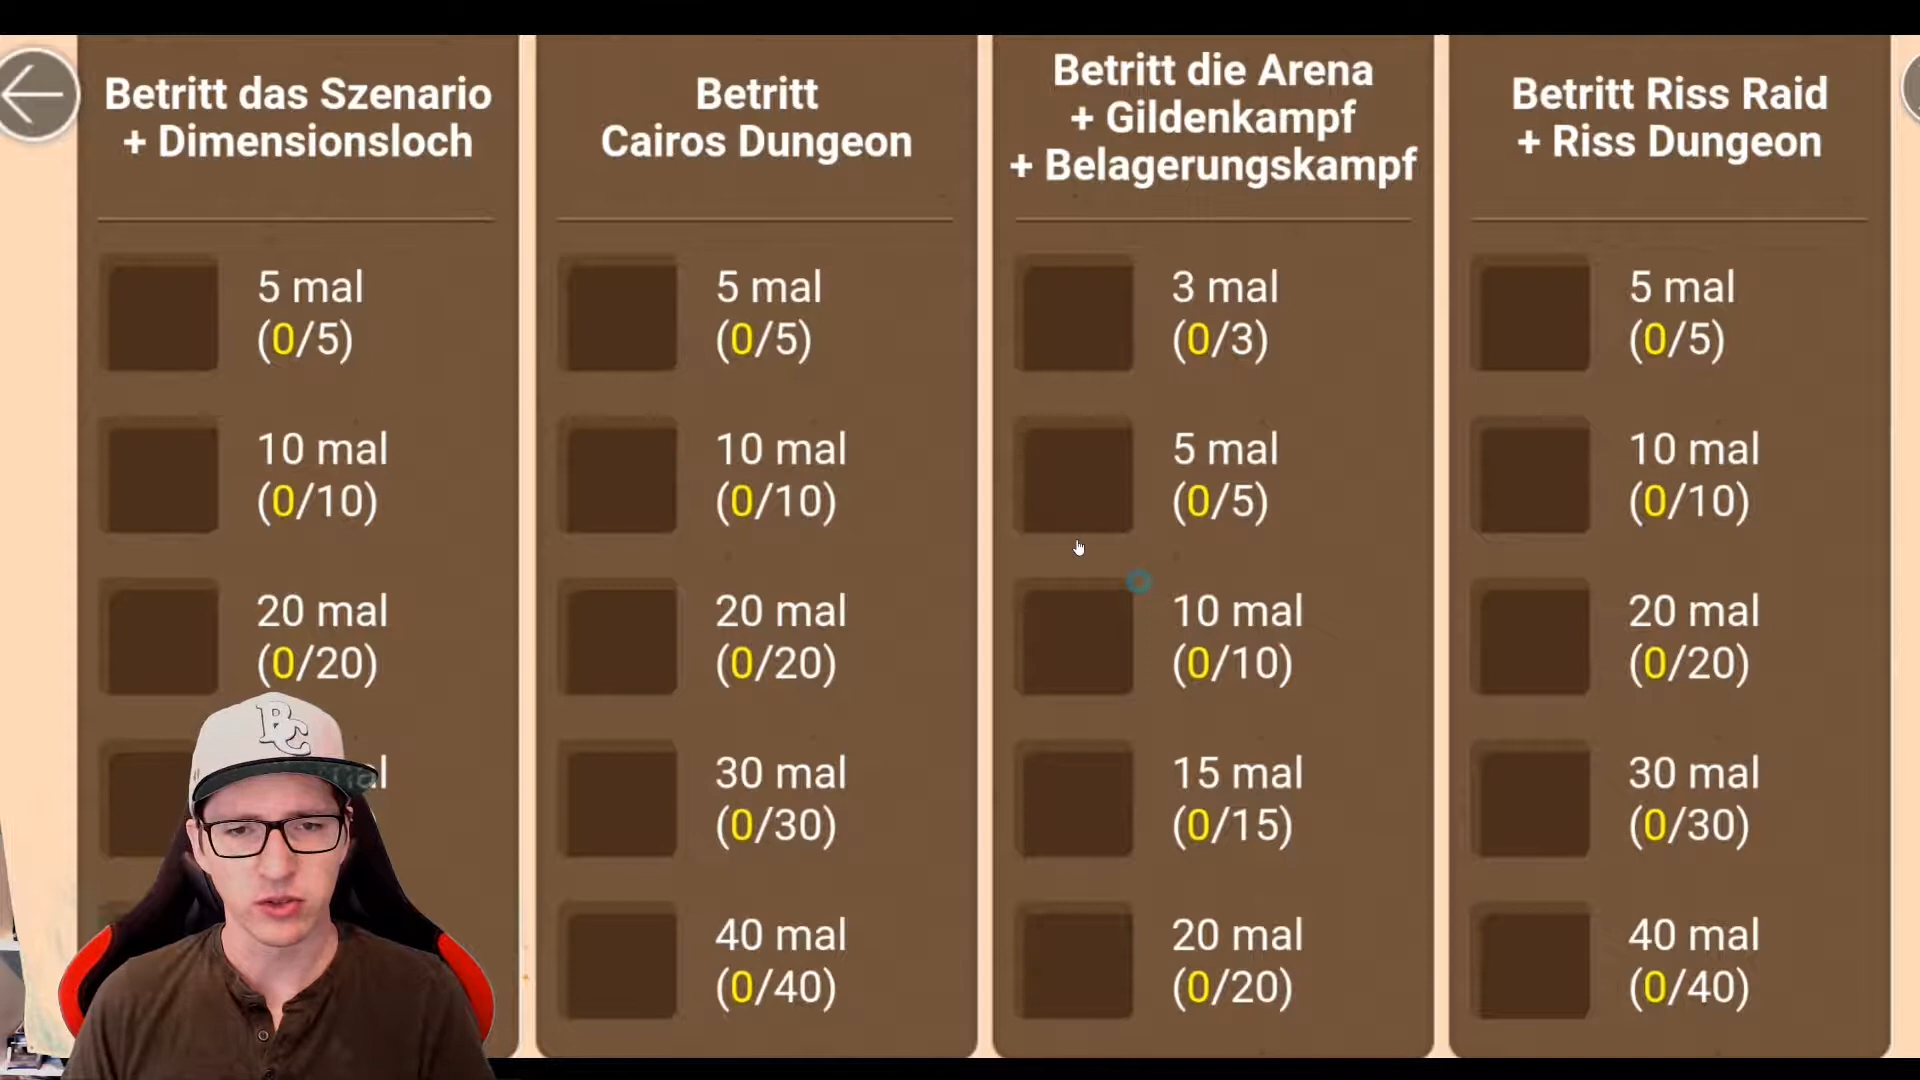 Betritt das Szenario
+ Dimensionsloch
5 mal
(0/5)
10 mal
(0/10)
20 mal
(0/20)
Betritt
Cairos Dungeon
5 mal
(0/5)
10 mal
(0/10)
20 mal
(0/20)
30 mal
(0/30)
40 mal
(0/40)
Betritt die Arena
+ Gildenkampf
+ Belagerungskampf
3 mal
(0/3)
5 mal
(0/5)
10 mal
(0/10)
15 mal
(0/15)
20 mal
(0/20)
Betritt Riss Raid
+ Riss Dungeon
5 mal
(0/5)
10 mal
(0/10)
20 mal
(0/20)
30 mal
(0/30)
40 mal
(0/40)
BC